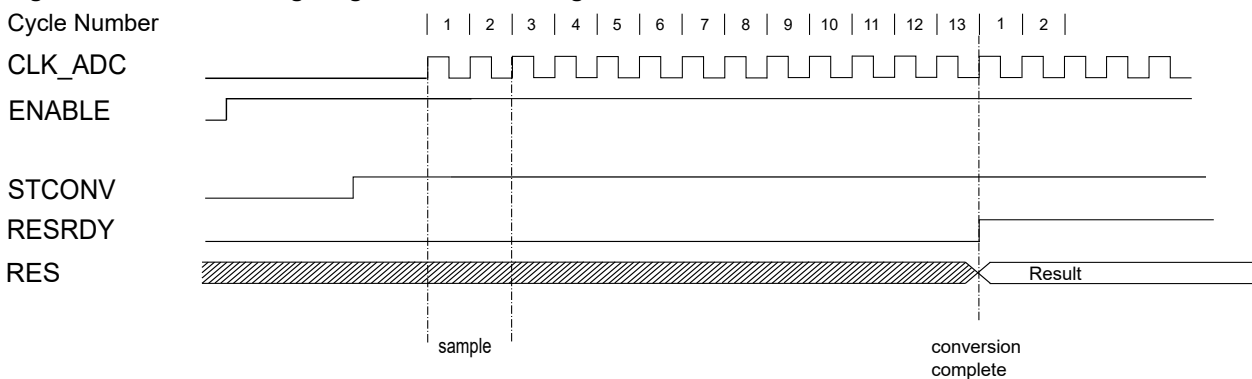 Cycle Number 1 2 3 4 5 6 7 8 9 10 11 12 13 1 2
CLK_ADC
ENABLE
STCONV
RESRDY
RES Result
sample
conversion
complete